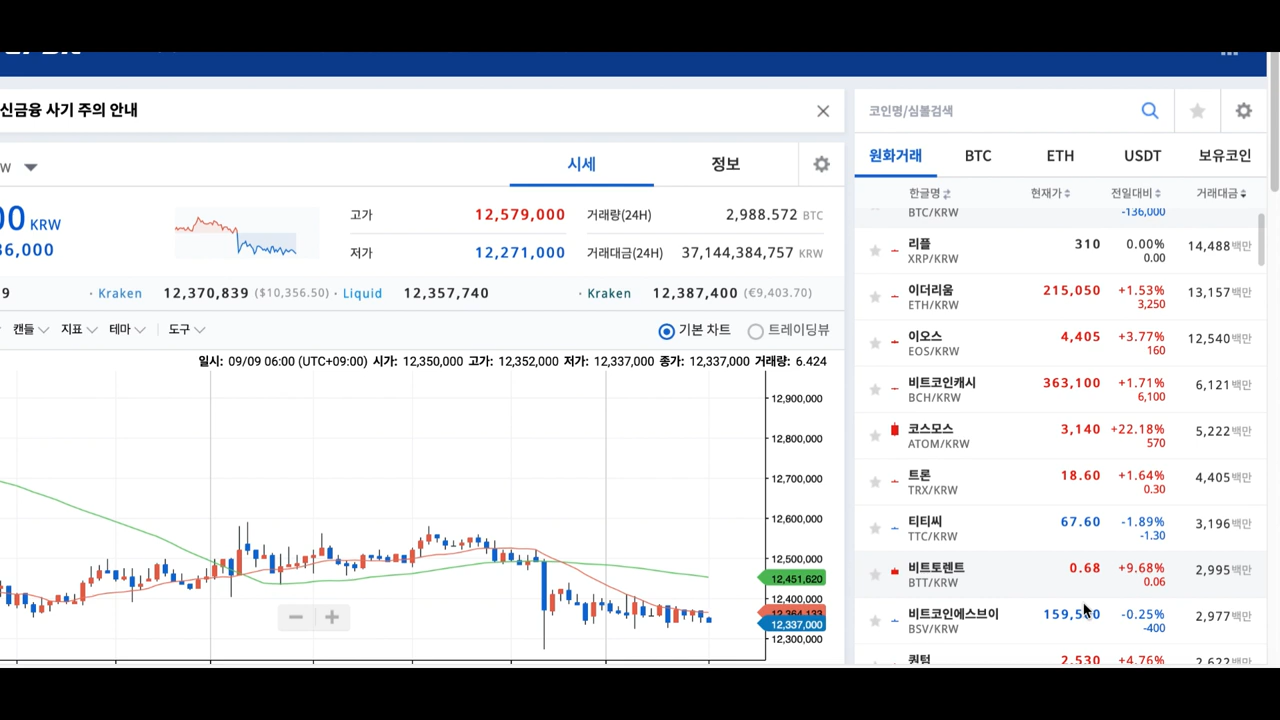 신금융 사기 주의 안내
코인명/심볼검색
W 시세 정보
원화거래 BTC ETH USDT 보유코인
한글명 현재가 전일대비 거래대금
00 KRW
36,000
고가 12,579,000 거래량(24H) 2,988.572 BTC
저가 12,271,000 거래대금(24H) 37,144,384,757 KRW
9 · Kraken 12,370,839 ($10,356.50) · Liquid 12,357,740 · Kraken 12,387,400 (€9,403.70)
캔들 지표 테마 도구 기본 차트 트레이딩뷰
일시: 09/09 06:00 (UTC+09:00) 시가: 12,350,000 고가: 12,352,000 저가: 12,337,000 종가: 12,337,000 거래량: 6.424
12,900,000
12,800,000
12,700,000
12,600,000
12,500,000
12,451,620
12,400,000
12,364,133
12,337,000
12,300,000
BTC/KRW -136,000
리플 310 0.00% 14,488백만
XRP/KRW 0.00
이더리움 215,050 +1.53% 13,157백만
ETH/KRW 3,250
이오스 4,405 +3.77% 12,540백만
EOS/KRW 160
비트코인캐시 363,100 +1.71% 6,121백만
BCH/KRW 6,100
코스모스 3,140 +22.18% 5,222백만
ATOM/KRW 570
트론 18.60 +1.64% 4,405백만
TRX/KRW 0.30
티티씨 67.60 -1.89% 3,196백만
TTC/KRW -1.30
비트토렌트 0.68 +9.68% 2,995백만
BTT/KRW 0.06
비트코인에스브이 -0.25% 2,977백만
BSV/KRW -400
퀀텀 2,530 +4.76% 2,622백만